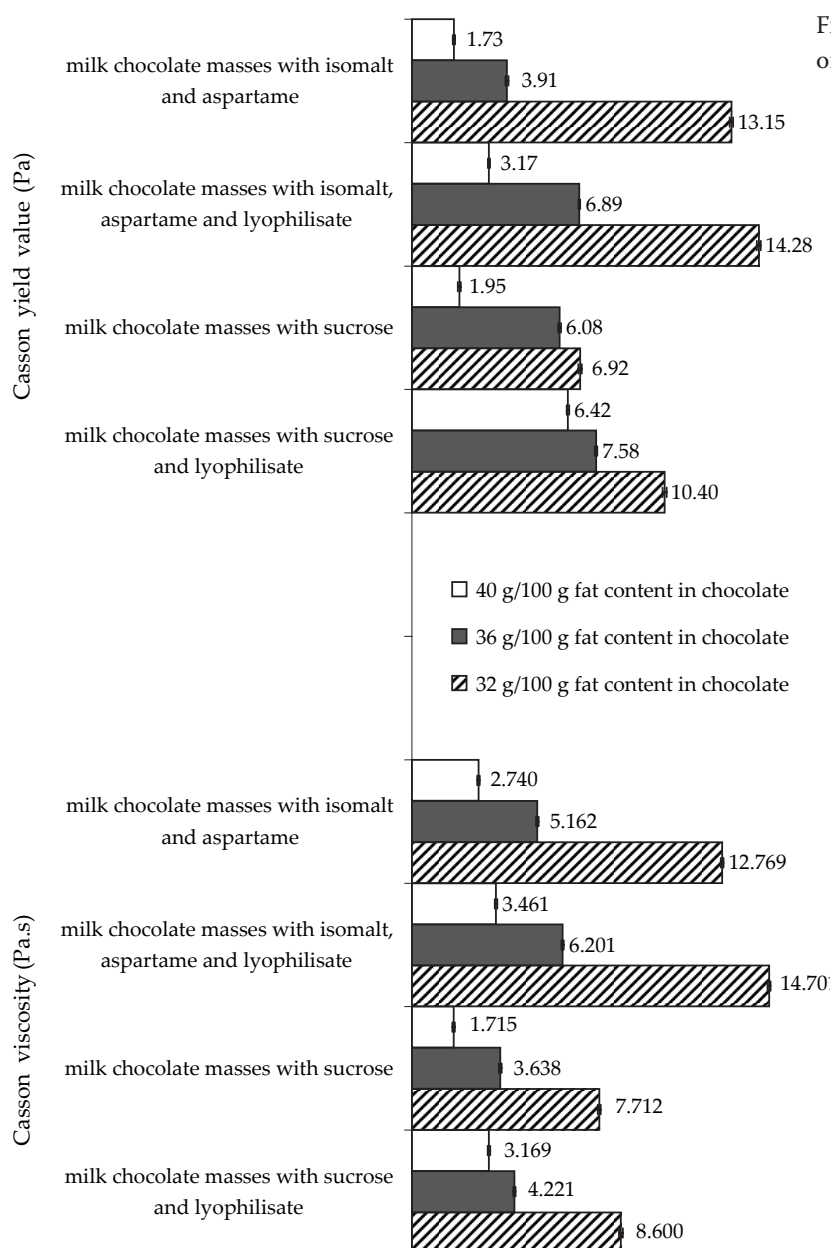 1.73
milk chocolate masses with isomalt
and aspartame
3.91
13.15
Casson yield value (Pa)
3.17
milk chocolate masses with isomalt,
aspartame and lyophilisate
6.89
14.28
1.95
milk chocolate masses with sucrose
6.08
6.92
6.42
milk chocolate masses with sucrose
and lyophilisate
7.58
10.40
40 g/100 g fat content in chocolate
36 g/100 g fat content in chocolate
32 g/100 g fat content in chocolate
2.740
milk chocolate masses with isomalt
and aspartame
5.162
12.769
Casson viscosity (Pa.s)
3.461
milk chocolate masses with isomalt,
aspartame and lyophilisate
6.201
14.701
1.715
milk chocolate masses with sucrose
3.638
7.712
3.169
milk chocolate masses with sucrose
and lyophilisate
4.221
8.600